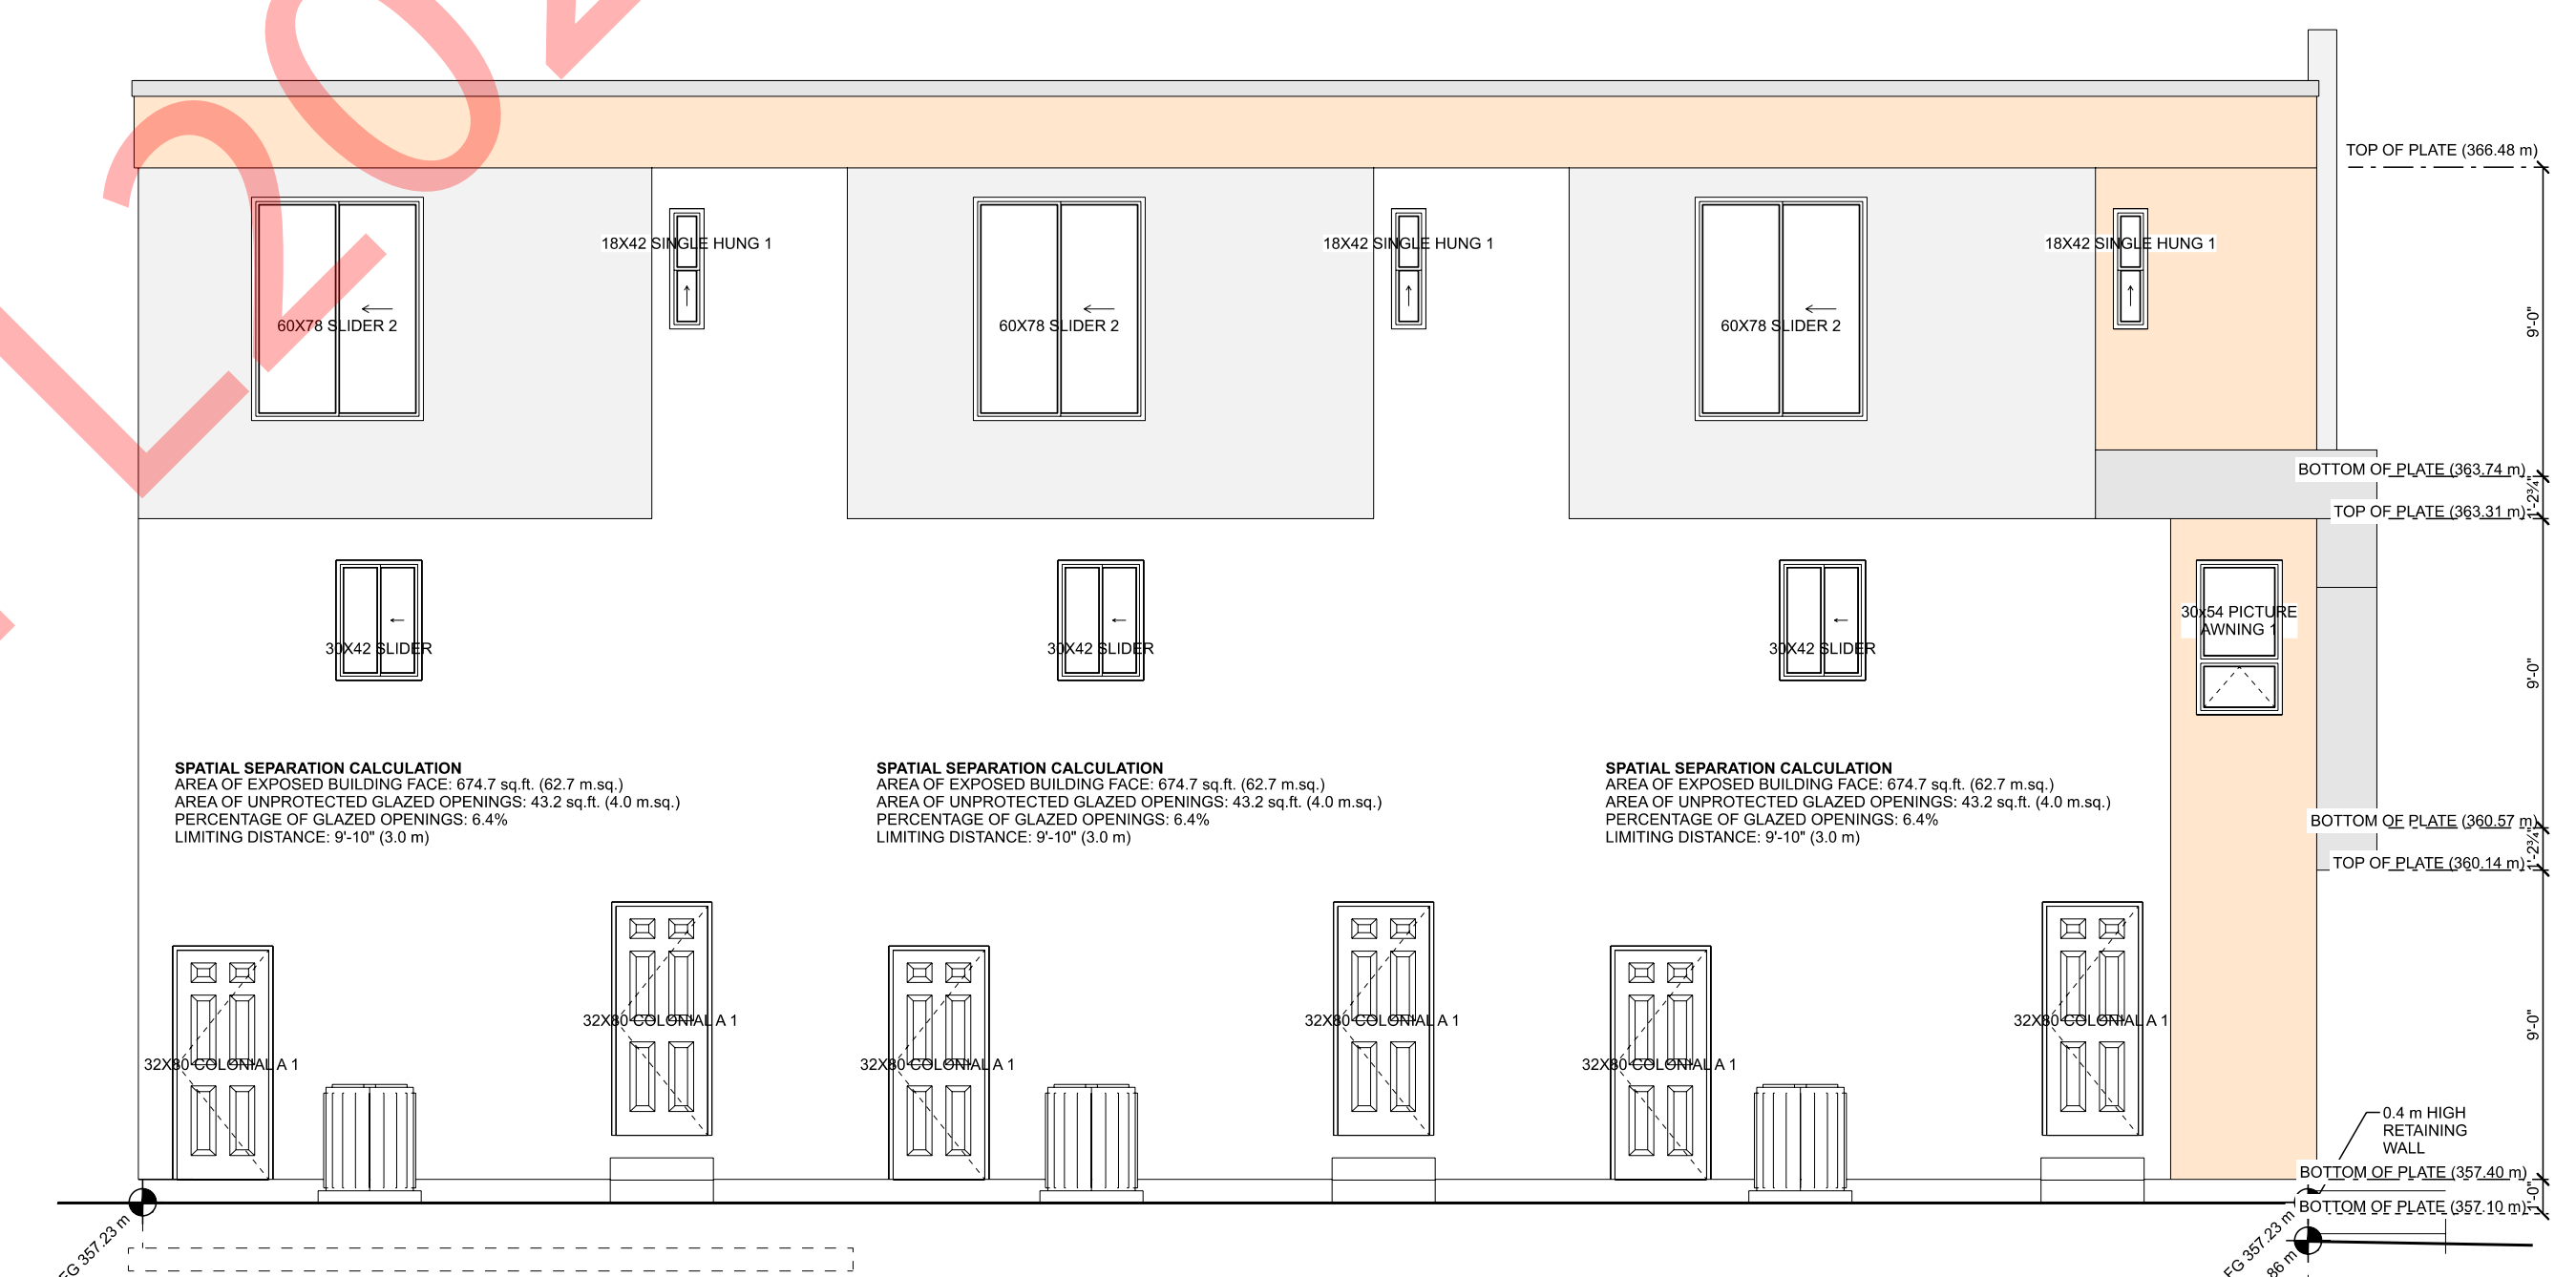 L 202
TOP OF PLATE (366.48 m)
18X42 SINGLE HUNG 1
18X42 SINGLE HUNG 1
18X42 SINGLE HUNG 1
60X78 SLIDER 2
60X78 SLIDER 2
60X78 SLIDER 2
9'-0"
BOTTOM OF PLATE (363.74 m)
1'-2¾"
TOP OF PLATE (363.31 m)
30x54 PICTURE
AWNING 1
30X42 SLIDER
30X42 SLIDER
30X42 SLIDER
9'-0"
SPATIAL SEPARATION CALCULATION
AREA OF EXPOSED BUILDING FACE: 674.7 sq.ft. (62.7 m.sq.)
AREA OF UNPROTECTED GLAZED OPENINGS: 43.2 sq.ft. (4.0 m.sq.)
PERCENTAGE OF GLAZED OPENINGS: 6.4%
LIMITING DISTANCE: 9'-10" (3.0 m)
SPATIAL SEPARATION CALCULATION
AREA OF EXPOSED BUILDING FACE: 674.7 sq.ft. (62.7 m.sq.)
AREA OF UNPROTECTED GLAZED OPENINGS: 43.2 sq.ft. (4.0 m.sq.)
PERCENTAGE OF GLAZED OPENINGS: 6.4%
LIMITING DISTANCE: 9'-10" (3.0 m)
SPATIAL SEPARATION CALCULATION
AREA OF EXPOSED BUILDING FACE: 674.7 sq.ft. (62.7 m.sq.)
AREA OF UNPROTECTED GLAZED OPENINGS: 43.2 sq.ft. (4.0 m.sq.)
PERCENTAGE OF GLAZED OPENINGS: 6.4%
LIMITING DISTANCE: 9'-10" (3.0 m)
BOTTOM OF PLATE (360.57 m)
1'-2¾"
TOP OF PLATE (360.14 m)
32X80 COLONIAL A 1
32X80 COLONIAL A 1
32X80 COLONIAL A 1
9'-0"
32X80 COLONIAL A 1
32X80 COLONIAL A 1
32X80 COLONIAL A 1
0.4 m HIGH
RETAINING
WALL
BOTTOM OF PLATE (357.40 m)
1'-0"
BOTTOM OF PLATE (357.10 m)
FG 357.23 m
FG 357.23 m
86 m